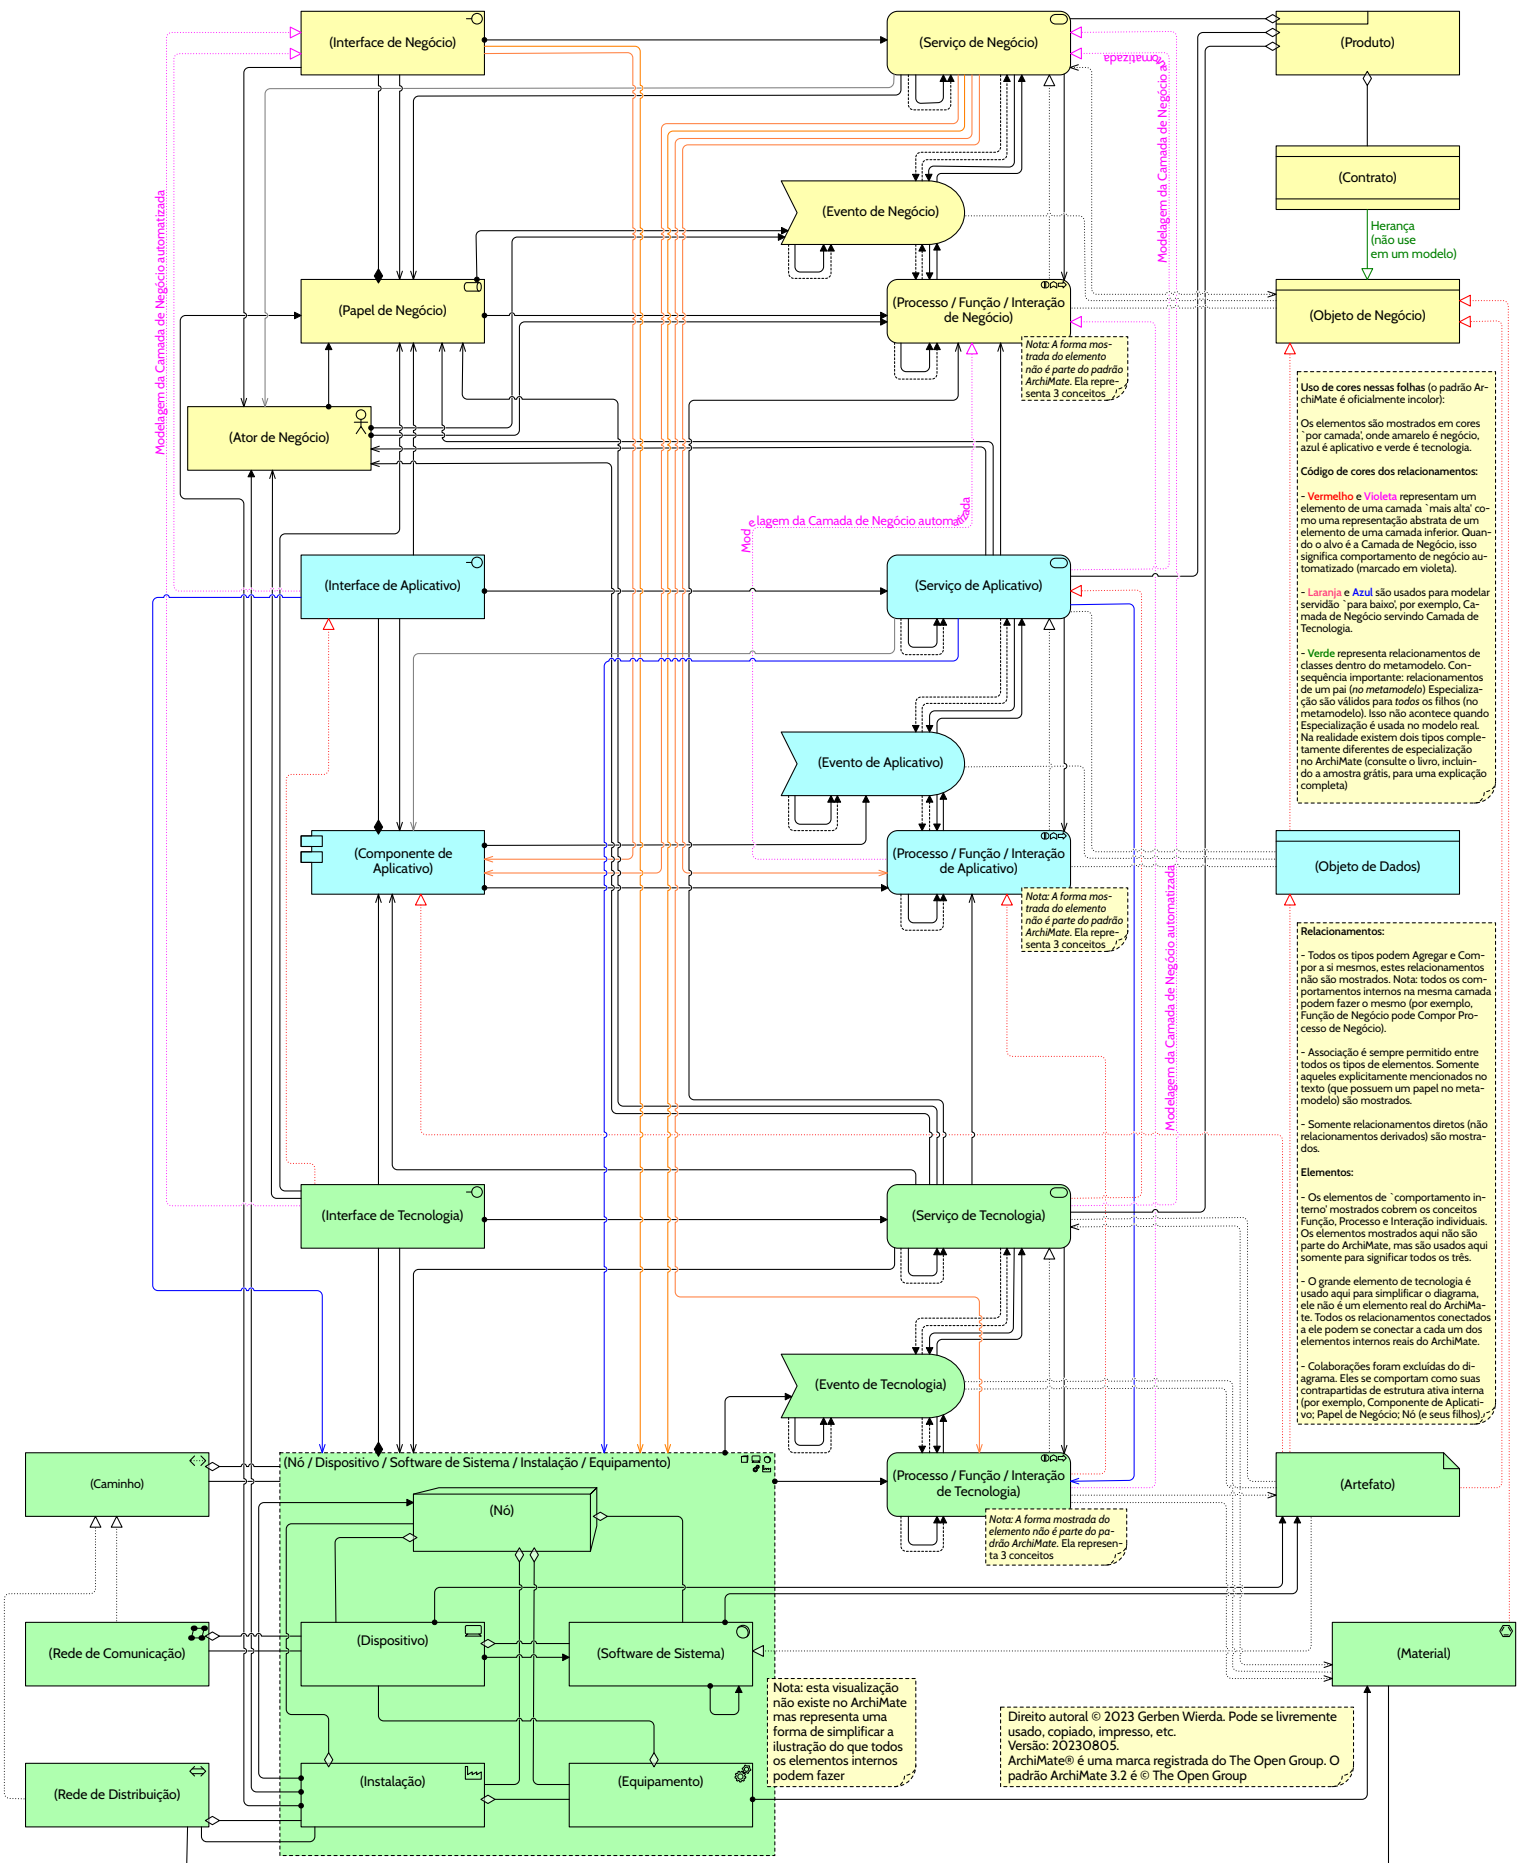 (Interface de Negócio)
(Serviço de Negócio)
(Produto)
Modelagem da Camada de Negócio automatizada
Modelagem da Camada de Negócio automatizada
(Contrato)
Herança
(não use
em um modelo)
(Evento de Negócio)
(Papel de Negócio)
(Processo / Função / Interação
de Negócio)
(Objeto de Negócio)
Nota: A forma mos-
trada do elemento
não é parte do padrão
ArchiMate. Ela repre-
senta 3 conceitos
(Ator de Negócio)
Uso de cores nessas folhas (o padrão Ar-
chiMate é oficialmente incolor):
Os elementos são mostrados em cores
`por camada', onde amarelo é negócio,
azul é aplicativo e verde é tecnologia.
Código de cores dos relacionamentos:
- Vermelho e Violeta representam um
elemento de uma camada `mais alta' co-
mo uma representação abstrata de um
elemento de uma camada inferior. Quan-
do o alvo é a Camada de Negócio, isso
significa comportamento de negócio au-
tomatizado (marcado em violeta).
- Laranja e Azul são usados para modelar
servidão `para baixo', por exemplo, Ca-
mada de Negócio servindo Camada de
Tecnologia.
- Verde representa relacionamentos de
classes dentro do metamodelo. Con-
sequência importante: relacionamentos
de um pai (no metamodelo) Especializa-
ção são válidos para todos os filhos (no
metamodelo). Isso não acontece quando
Especialização é usada no modelo real.
Na realidade existem dois tipos comple-
tamente diferentes de especialização
no ArchiMate (consulte o livro, incluin-
do a amostra grátis, para uma explicação
completa)
Modelagem da Camada de Negócio automatizada
(Interface de Aplicativo)
(Serviço de Aplicativo)
(Evento de Aplicativo)
(Componente de
Aplicativo)
(Processo / Função / Interação
de Aplicativo)
(Objeto de Dados)
Nota: A forma mos-
trada do elemento
não é parte do padrão
ArchiMate. Ela repre-
senta 3 conceitos
Modelagem da Camada de Negócio automatizada
Relacionamentos:
- Todos os tipos podem Agregar e Com-
por a si mesmos, estes relacionamentos
não são mostrados. Nota: todos os com-
portamentos internos na mesma camada
podem fazer o mesmo (por exemplo,
Função de Negócio pode Compor Pro-
cesso de Negócio).
- Associação é sempre permitido entre
todos os tipos de elementos. Somente
aqueles explicitamente mencionados no
texto (que possuem um papel no meta-
modelo) são mostrados.
- Somente relacionamentos diretos (não
relacionamentos derivados) são mostra-
dos.
Elementos:
- Os elementos de `comportamento in-
terno' mostrados cobrem os conceitos
Função, Processo e Interação individuais.
Os elementos mostrados aqui não são
parte do ArchiMate, mas são usados aqui
somente para significar todos os três.
- O grande elemento de tecnologia é
usado aqui para simplificar o diagrama,
ele não é um elemento real do ArchiMa-
te. Todos os relacionamentos conectados
a ele podem se conectar a cada um dos
elementos internos reais do ArchiMate.
- Colaborações foram excluídas do di-
agrama. Eles se comportam como suas
contrapartidas de estrutura ativa interna
(por exemplo, Componente de Aplicati-
vo; Papel de Negócio; Nó (e seus filhos).
(Interface de Tecnologia)
(Serviço de Tecnologia)
(Evento de Tecnologia)
(Caminho)
(Nó / Dispositivo / Software de Sistema / Instalação / Equipamento)
(Processo / Função / Interação
de Tecnologia)
(Artefato)
(Nó)
Nota: A forma mostrada do
elemento não é parte do pa-
drão ArchiMate. Ela represen-
ta 3 conceitos
(Rede de Comunicação)
(Dispositivo)
(Software de Sistema)
(Material)
Nota: esta visualização
não existe no ArchiMate
mas representa uma
forma de simplificar a
ilustração do que todos
os elementos internos
podem fazer
Direito autoral © 2023 Gerben Wierda. Pode se livremente
usado, copiado, impresso, etc.
Versão: 20230805.
ArchiMate® é uma marca registrada do The Open Group. O
padrão ArchiMate 3.2 é © The Open Group
(Rede de Distribuição)
(Instalação)
(Equipamento)